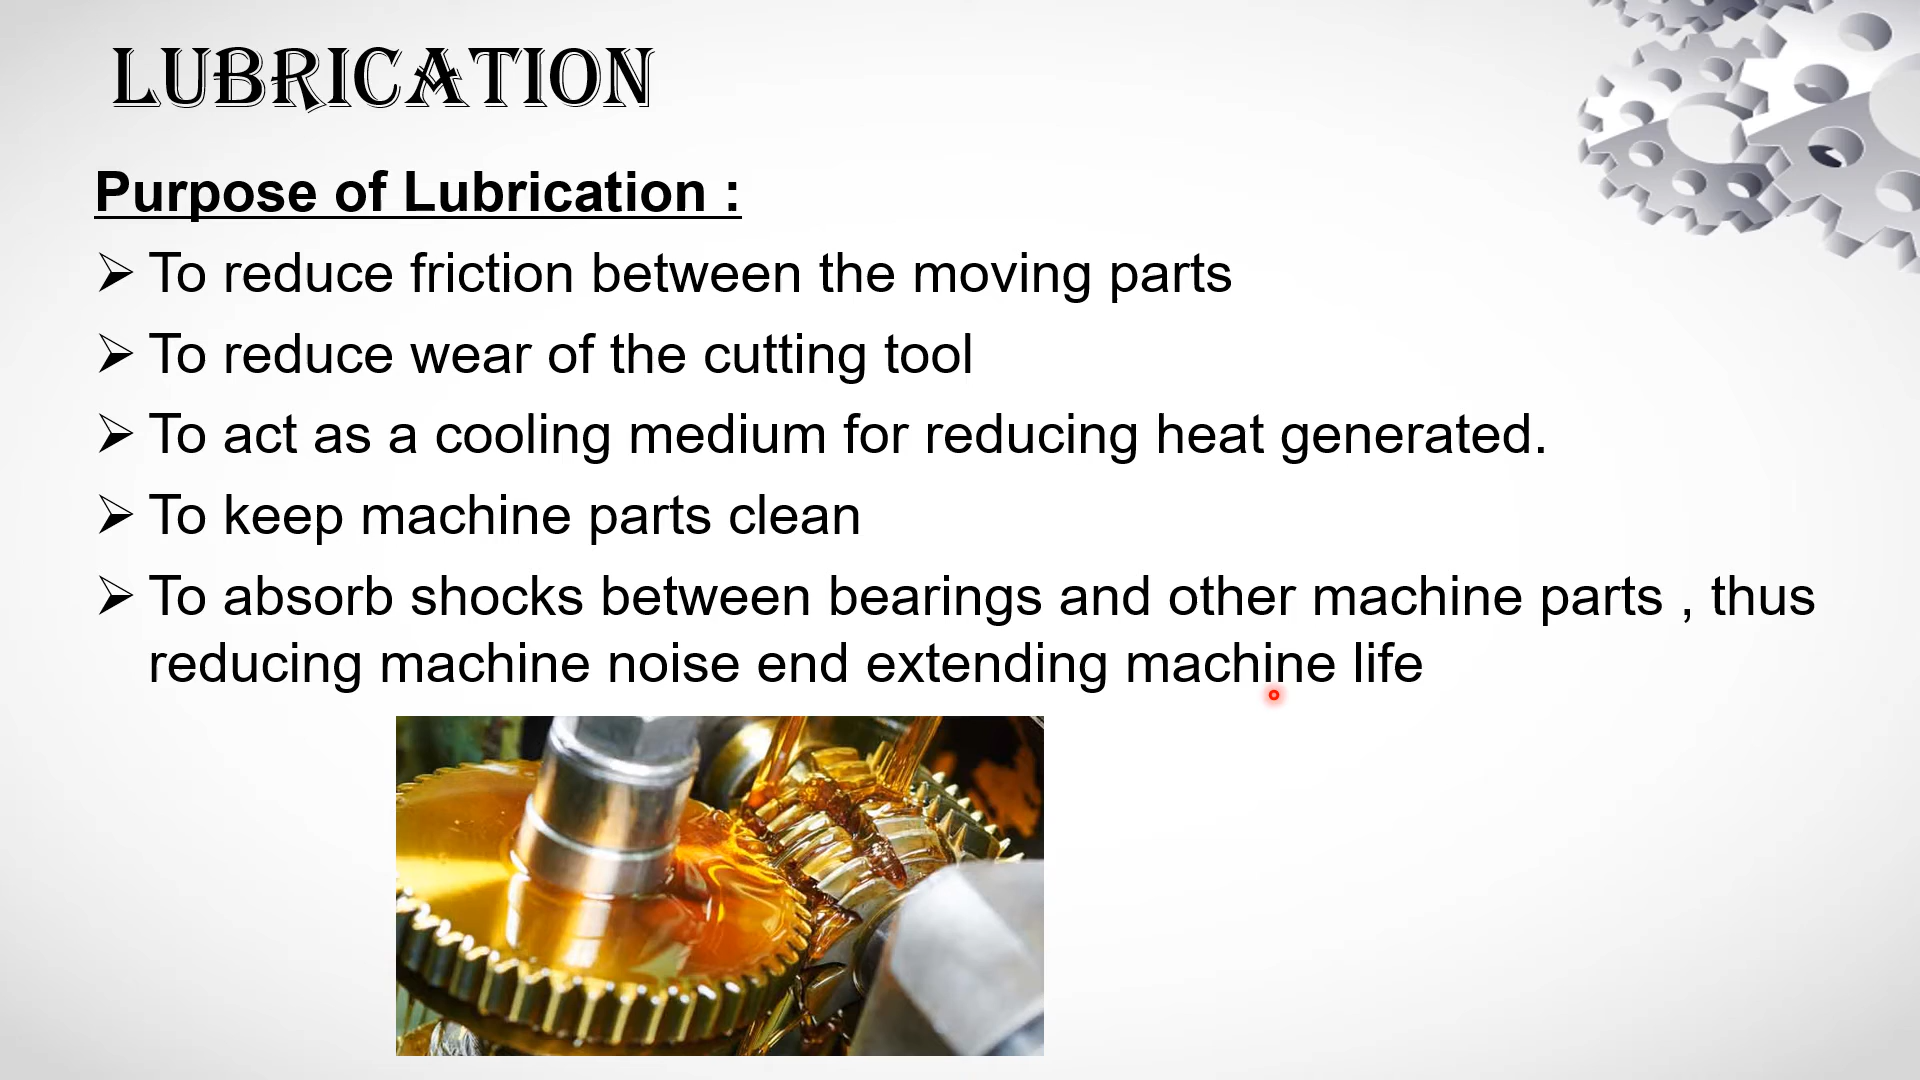 LUBRICATION
Purpose of Lubrication :
➢ To reduce friction between the moving parts
➢ To reduce wear of the cutting tool
➢ To act as a cooling medium for reducing heat generated.
➢ To keep machine parts clean
➢ To absorb shocks between bearings and other machine parts , thus
reducing machine noise end extending machine life